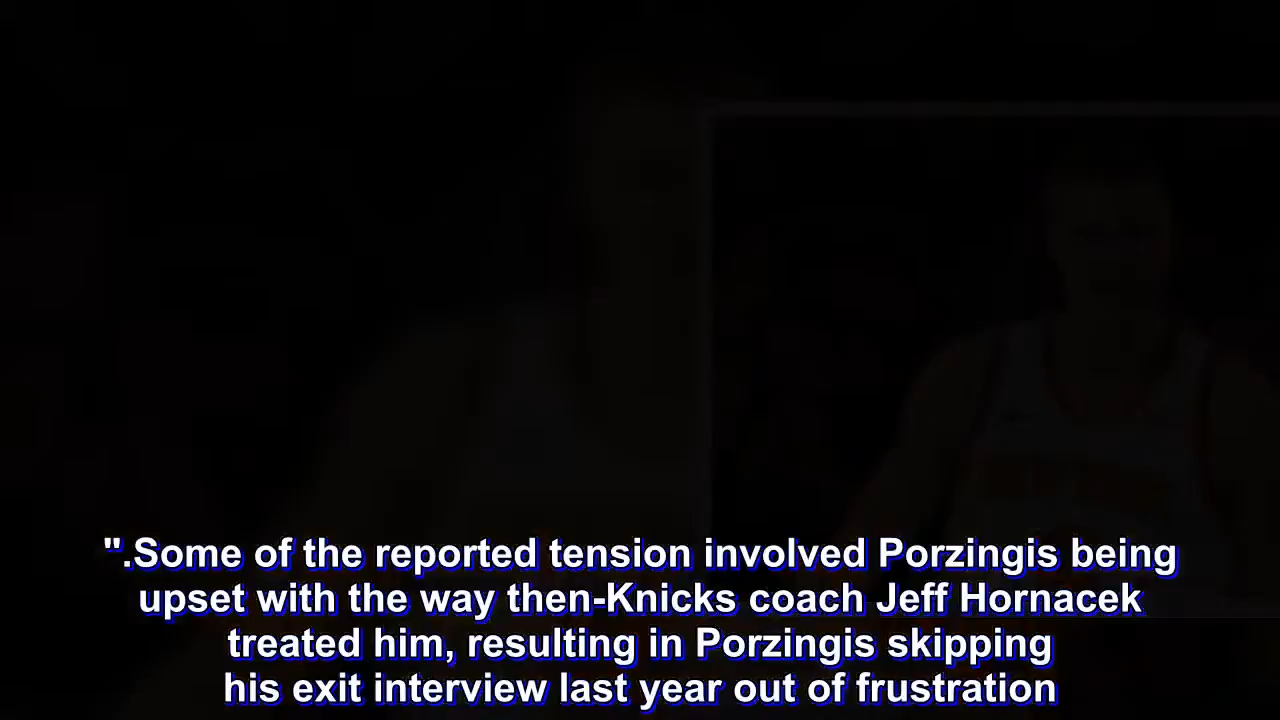 ".Some of the reported tension involved Porzingis being
upset with the way then-Knicks coach Jeff Hornacek
treated him, resulting in Porzingis skipping
his exit interview last year out of frustration